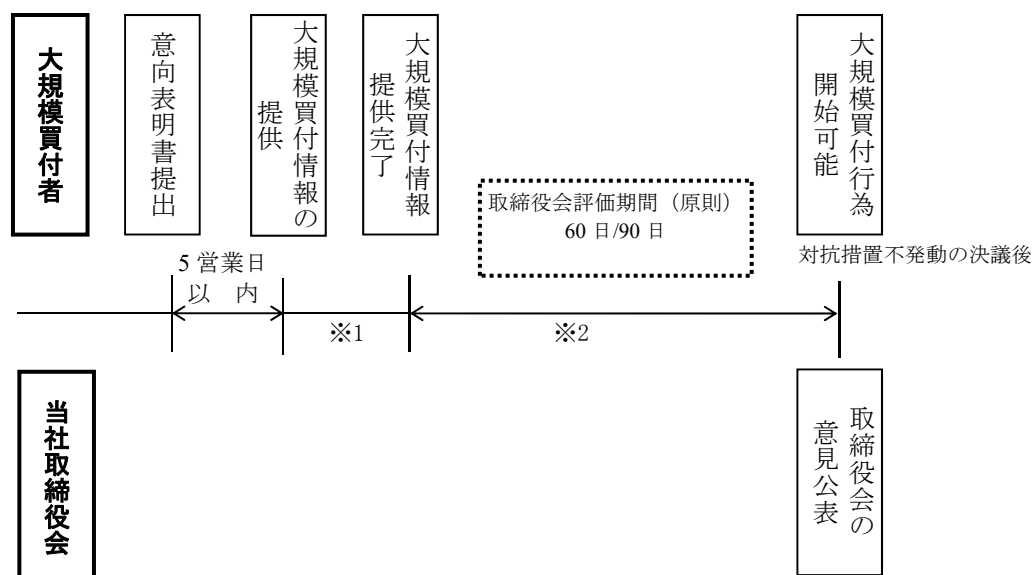 大規模買付者
意向表明書提出
大規模買付情報の
提供
大規模買付情報
提供完了
取締役会評価期間（原則）
60 日/90 日
大規模買付行為
開始可能
対抗措置不発動の決議後
5 営業日
以 内
※1
※2
当社取締役会
取締役会の
意見公表